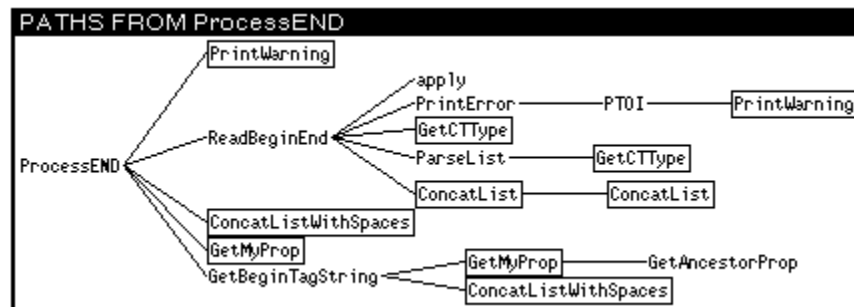 PATHS FROM ProcessEND
PrintWarning
apply
PrintError PTOI PrintWarning
ReadBeginEnd GetCTType
ParseList GetCTType
ProcessEND
ConcatList ConcatList
ConcatListWithSpaces
GetMyProp
GetBeginTagString GetMyProp GetAncestorProp
ConcatListWithSpaces